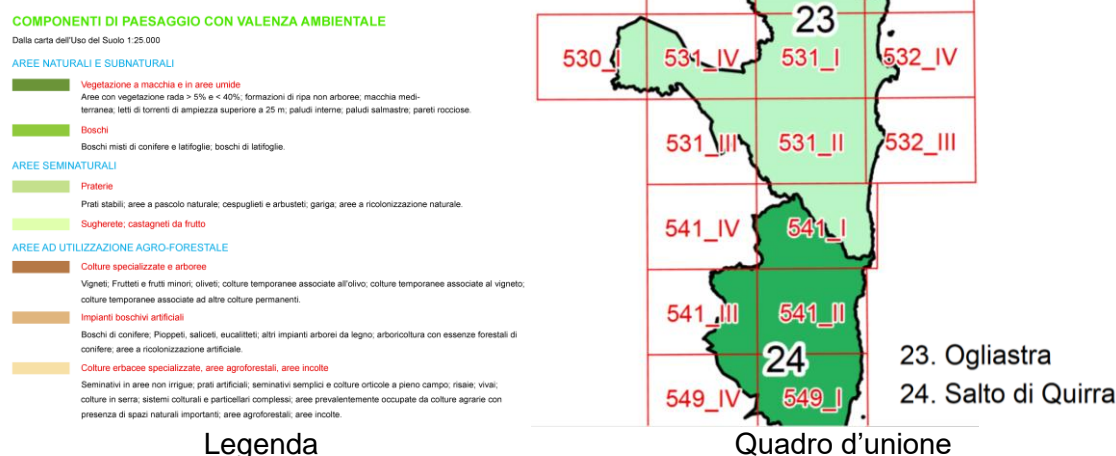 COMPONENTI DI PAESAGGIO CON VALENZA AMBIENTALE
Dalla carta dell'Uso del Suolo 1:25.000
AREE NATURALI E SUBNATURALI
Vegetazione a macchia e in aree umide
Aree con vegetazione rada > 5% e < 40%; formazioni di ripa non arboree; macchia medi-
terranea; letti di torrenti di ampiezza superiore a 25 m; paludi interne; paludi salmastre; pareti rocciose.
Boschi
Boschi misti di conifere e latifoglie; boschi di latifoglie.
AREE SEMINATURALI
Praterie
Prati stabili; aree a pascolo naturale; cespuglieti e arbusteti; gariga; aree a ricolonizzazione naturale.
Sugherete; castagneti da frutto
AREE AD UTILIZZAZIONE AGRO-FORESTALE
Colture specializzate e arboree
Vigneti; Frutteti e frutti minori; oliveti; colture temporanee associate all'olivo; colture temporanee associate al vigneto;
colture temporanee associate ad altre colture permanenti.
Impianti boschivi artificiali
Boschi di conifere; Pioppeti, saliceti, eucalitteti; altri impianti arborei da legno; arboricoltura con essenze forestali di
conifere; aree a ricolonizzazione artificiale.
Colture erbacee specializzate, aree agroforestali, aree incolte
Seminativi in aree non irrigue; prati artificiali; seminativi semplici e colture orticole a pieno campo; risaie; vivai;
colture in serra; sistemi colturali e particellari complessi; aree prevalentemente occupate da colture agrarie con
presenza di spazi naturali importanti; aree agroforestali; aree incolte.
Legenda
23
530_I 531_IV 531_I 532_IV
531_III 531_II 532_III
541_IV 541_I
541_III 541_II
24
549_IV 549_I
23. Ogliastra
24. Salto di Quirra
Quadro d'unione